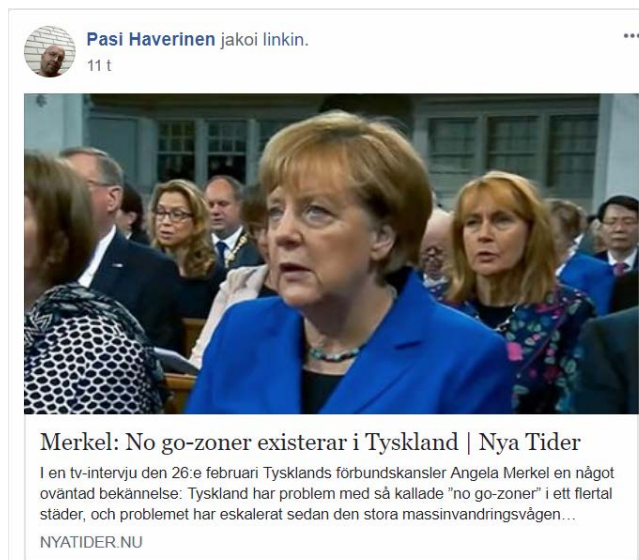 Pasi Haverinen jakoi linkin.
11 t
Merkel: No go-zoner existerar i Tyskland | Nya Tider
I en tv-intervju den 26:e februari Tysklands förbundskansler Angela Merkel en något
oväntad bekännelse: Tyskland har problem med så kallade "no go-zoner" i ett flertal
städer, och problemet har eskalerat sedan den stora massinvandringsvågen…
NYATIDER.NU